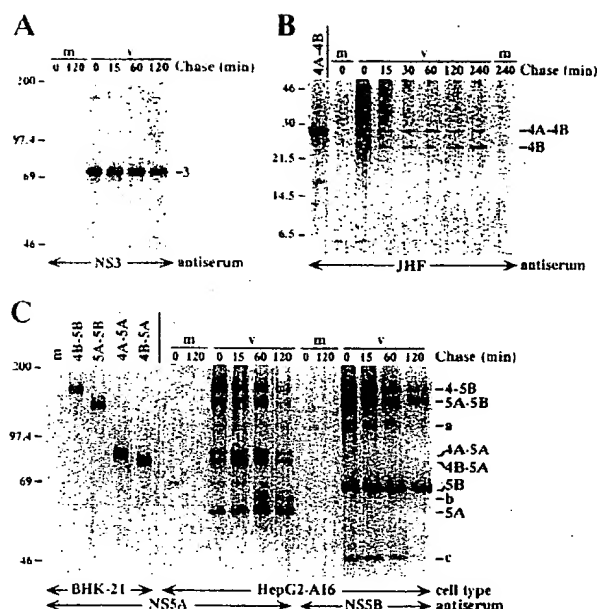 A
m v
0 120 0 15 60 120 Chase (min)
200 -
97.4 -
69 -
46 -
-3
NS3 antiserum
B
4A-4B
m v m
0 0 15 30 60 120 240 240
Chase (min)
46 -
30 -
21.5 -
14.5 -
6.5 -
-4A-4B
-4B
JHF antiserum
C
m 4B-5B 5A-5B 4A-5A 4B-5A
m v m v
0 120 0 15 60 120 0 120 0 15 60 120
Chase (min)
200 -
97.4 -
69 -
46 -
-4-5B
-5A-5B
-a
4A-5A
4B-5A
5B
-b
-5A
-c
BHK-21 HepG2-A16 cell type
NS5A NS5B antiserum